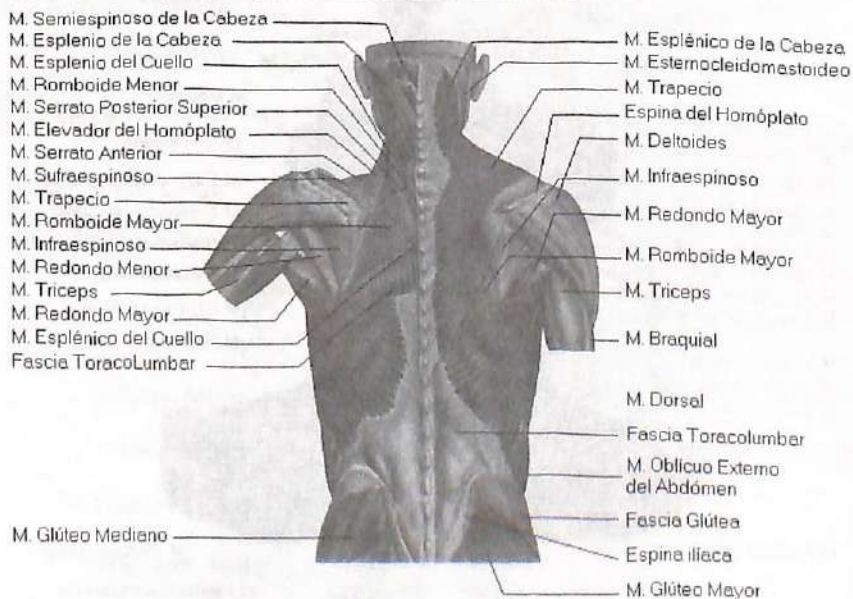 M. Semiespinoso de la Cabeza
M. Esplenio de la Cabeza
M. Esplenio del Cuello
M. Romboide Menor
M. Serrato Posterior Superior
M. Elevador del Homóplato
M. Serrato Anterior
M. Sufraespinoso
M. Trapecio
M. Romboide Mayor
M. Infraespinoso
M. Redondo Menor
M. Triceps
M. Redondo Mayor
M. Esplénico del Cuello
Fascia ToracoLumbar
M. Glúteo Mediano
M. Esplénico de la Cabeza
M. Esternocleidomastoideo
M. Trapecio
Espina del Homóplato
M. Deltoides
M. Infraespinoso
M. Redondo Mayor
M. Romboide Mayor
M. Triceps
M. Braquial
M. Dorsal
Fascia Toracolumbar
M. Oblícuo Externo
del Abdómen
Fascia Glútea
Espina ilíaca
M. Glúteo Mayor